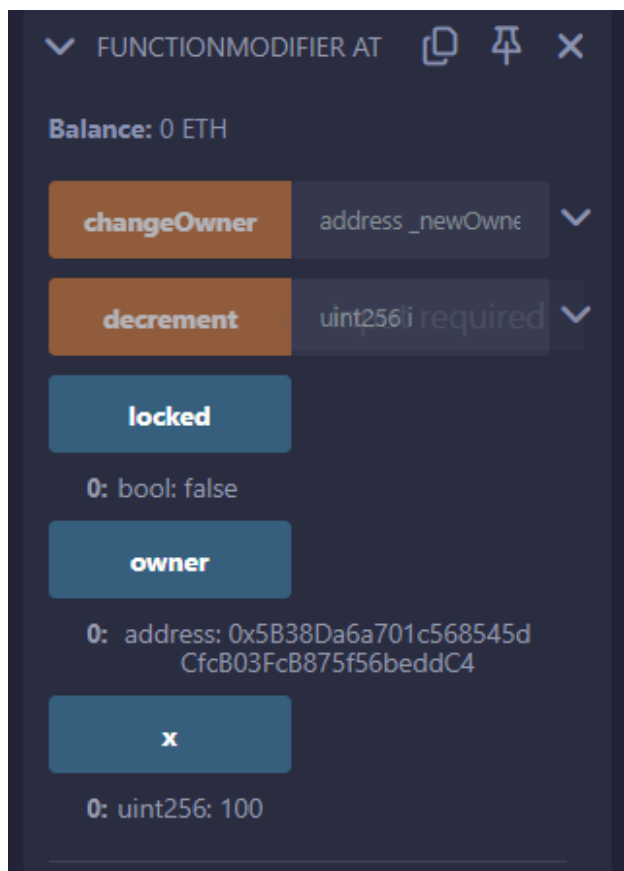 FUNCTIONMODIFIER AT
Balance: 0 ETH
changeOwner address _newOwne
decrement uint256 i required
locked
0: bool: false
owner
0: address: 0x5B38Da6a701c568545d
CfcB03FcB875f56beddC4
x
0: uint256: 100